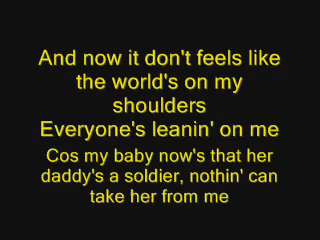 And now it don't feels like
the world's on my
shoulders
Everyone's leanin' on me
Cos my baby now's that her
daddy's a soldier, nothin' can
take her from me